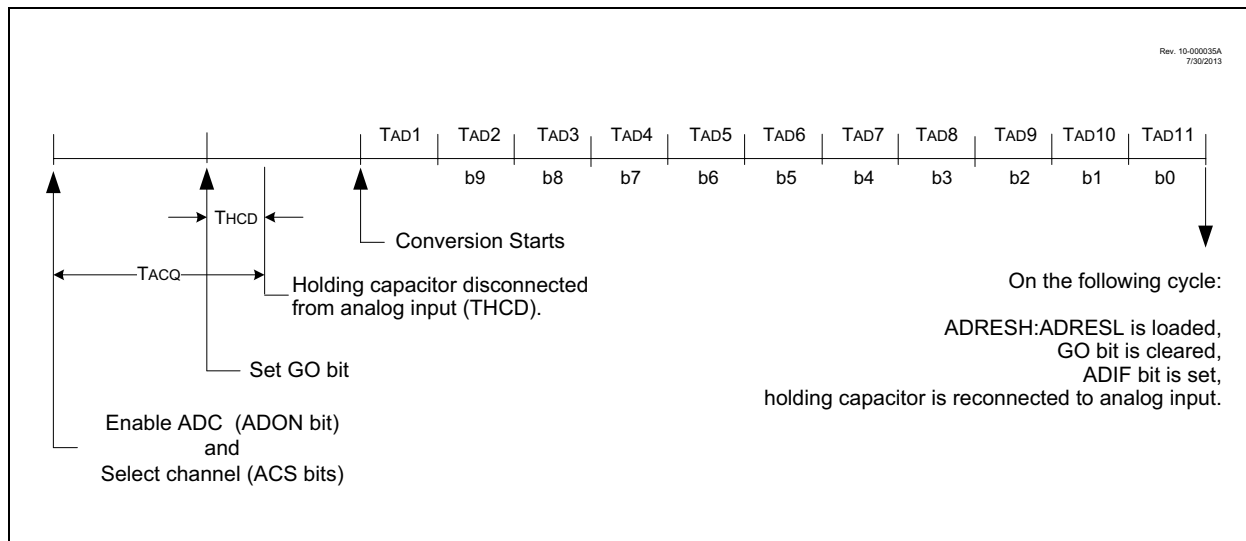 Rev. 10-000035A
7/30/2013
TAD1 TAD2 TAD3 TAD4 TAD5 TAD6 TAD7 TAD8 TAD9 TAD10 TAD11
b9 b8 b7 b6 b5 b4 b3 b2 b1 b0
THCD
Conversion Starts
TACQ
Holding capacitor disconnected
from analog input (THCD).
Set GO bit
Enable ADC (ADON bit)
and
Select channel (ACS bits)
On the following cycle:
ADRESH:ADRESL is loaded,
GO bit is cleared,
ADIF bit is set,
holding capacitor is reconnected to analog input.